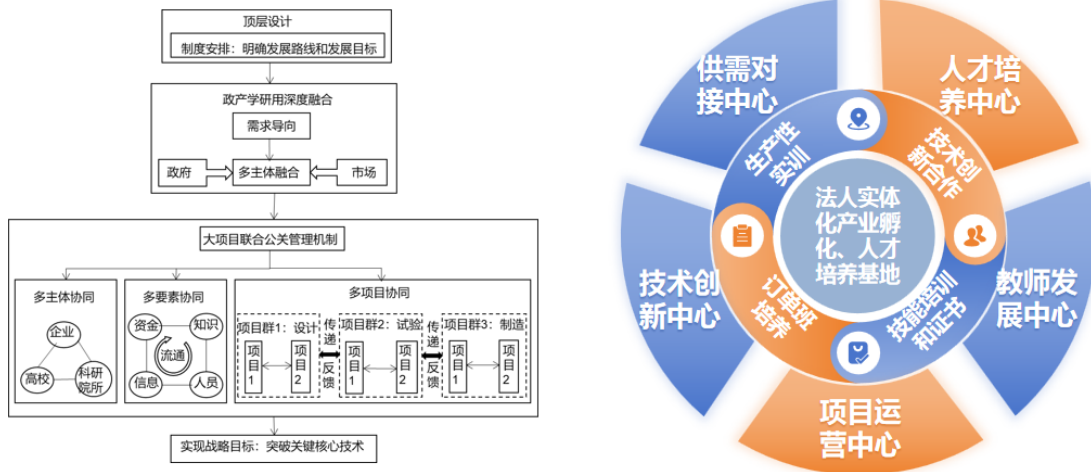 顶层设计
制度安排：明确发展路线和发展目标
政产学研用深度融合
需求导向
政府
多主体融合
市场
大项目联合公关管理机制
多主体协同
企业
高校
科研
院所
多要素协同
资金
知识
流通
信息
人员
多项目协同
项目群1：设计
项
目
1
项
目
2
传
递
反
馈
项目群2：试验
项
目
1
项
目
2
传
递
反
馈
项目群3：制造
项
目
1
项
目
2
实现战略目标：突破关键核心技术
供需对
接中心
人才培
养中心
技术创
新中心
教师发
展中心
项目运
营中心
生产性
实训
技术创
新合作
订单班
培养
技能培训
和证书
法人实体
化产业孵
化、人才
培养基地